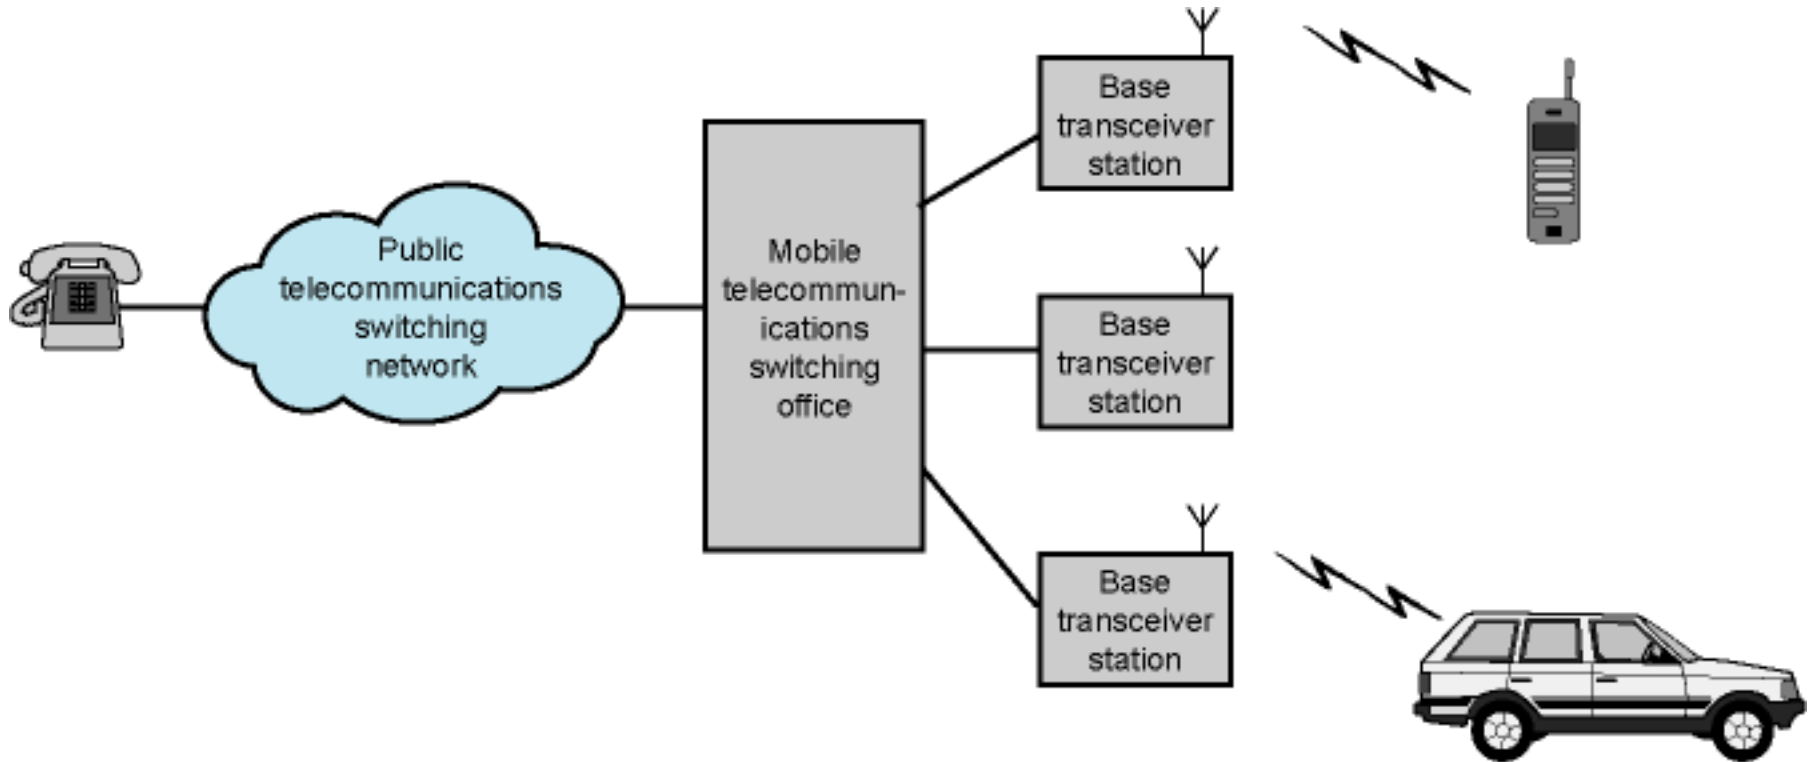 Public
telecommunications
switching
network
Mobile
telecommun-
ications
switching
office
Base
transceiver
station
Base
transceiver
station
Base
transceiver
station